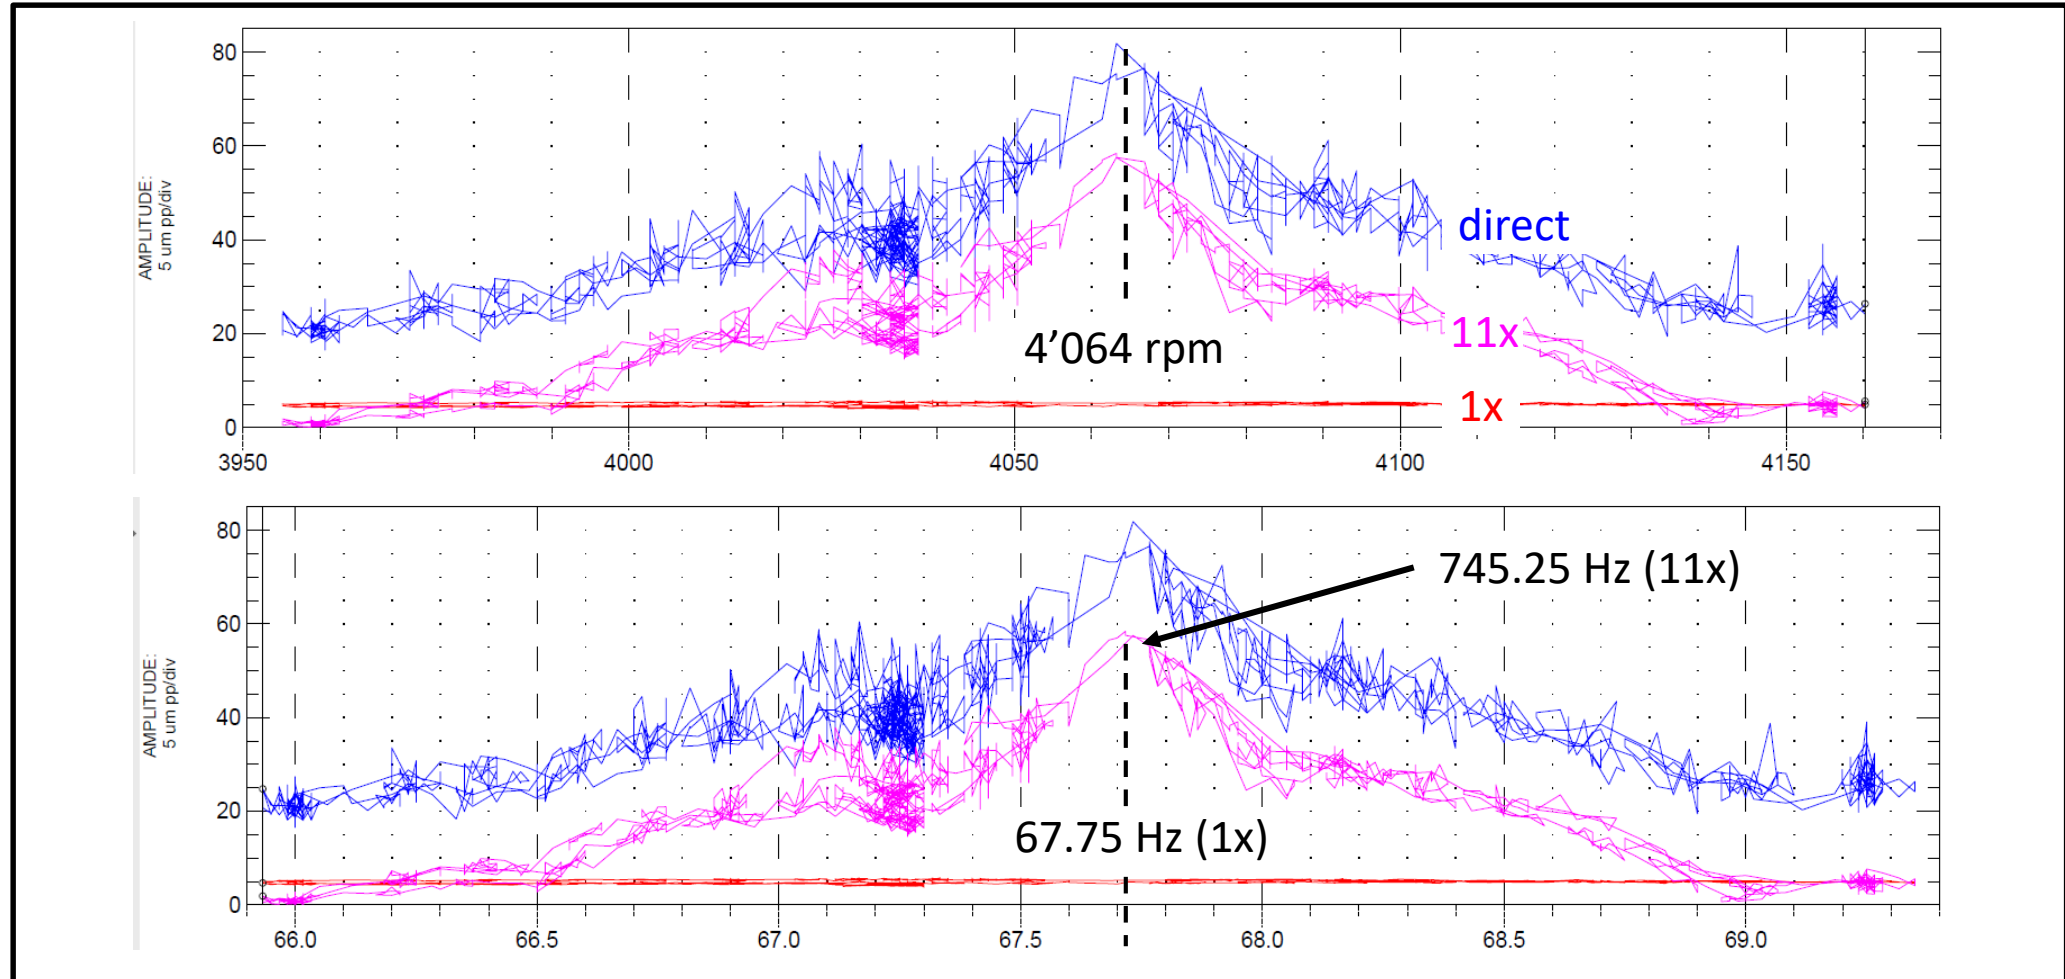 80
60
40
20
0
AMPLITUDE:
5 um pp/div
direct
11x
1x
4’064 rpm
3950
4000
4050
4100
4150
80
60
40
20
0
AMPLITUDE:
5 um pp/div
745.25 Hz (11x)
67.75 Hz (1x)
66.0
66.5
67.0
67.5
68.0
68.5
69.0